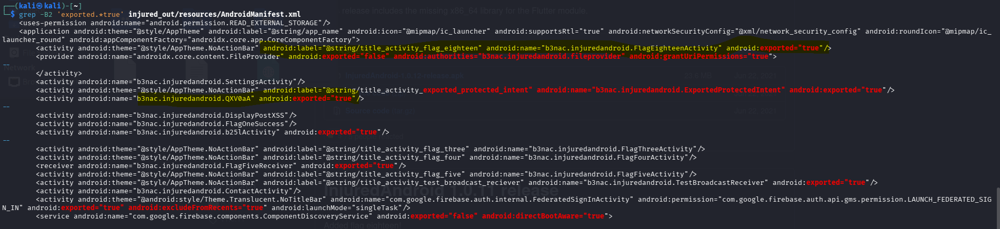 ┌──(kali㉿kali)-[~]
└─$ grep -B2 'exported.*true' injured_out/resources/AndroidManifest.xml
release includes the missing x86_64 library for the Flutter module.
    <uses-permission android:name="android.permission.READ_EXTERNAL_STORAGE"/>
    <application android:theme="@style/AppTheme" android:label="@string/app_name" android:icon="@mipmap/ic_launcher" android:supportsRtl="true" android:networkSecurityConfig="@xml/network_security_config" android:roundIcon="@mipmap/ic_
launcher_round" android:appComponentFactory="androidx.core.app.CoreComponentFactory">
        <activity android:theme="@style/AppTheme.NoActionBar" android:label="@string/title_activity_flag_eighteen" android:name="b3nac.injuredandroid.FlagEighteenActivity" android:exported="true"/>
        <provider android:name="androidx.core.content.FileProvider" android:exported="false" android:authorities="b3nac.injuredandroid.fileprovider" android:grantUriPermissions="true">
--
Network
        </activity>
InjuredAndroid-1.0.12-release.apk 23.6 MB Jun 22, 2021
        <activity android:name="b3nac.injuredandroid.SettingsActivity"/>
        <activity android:theme="@style/AppTheme.NoActionBar" android:label="@string/title_activity_exported_protected_intent" android:name="b3nac.injuredandroid.ExportedProtectedIntent" android:exported="true"/>
        <activity android:name="b3nac.injuredandroid.QXV0aA" android:exported="true"/>
--
Source code (tar.gz) Jun 22, 2021
        <activity android:name="b3nac.injuredandroid.DisplayPostXSS"/>
        <activity android:name="b3nac.injuredandroid.FlagOneSuccess"/>
        <activity android:name="b3nac.injuredandroid.b25lActivity" android:exported="true"/>
--
        <activity android:theme="@style/AppTheme.NoActionBar" android:label="@string/title_activity_flag_three" android:name="b3nac.injuredandroid.FlagThreeActivity"/>
        <activity android:theme="@style/AppTheme.NoActionBar" android:label="@string/title_activity_flag_four" android:name="b3nac.injuredandroid.FlagFourActivity"/>
        <receiver android:name="b3nac.injuredandroid.FlagFiveReceiver" android:exported="true"/>
        <activity android:theme="@style/AppTheme.NoActionBar" android:label="@string/title_activity_flag_five" android:name="b3nac.injuredandroid.FlagFiveActivity"/>
        <activity android:theme="@style/AppTheme.NoActionBar" android:label="@string/title_activity_test_broadcast_reciever" android:name="b3nac.injuredandroid.TestBroadcastReceiver" android:exported="true"/>
InjuredAndroid 1.0.11 release
        <activity android:name="b3nac.injuredandroid.ContactActivity"/>
        <activity android:theme="@android:style/Theme.Translucent.NoTitleBar" android:name="com.google.firebase.auth.internal.FederatedSignInActivity" android:permission="com.google.firebase.auth.api.gms.permission.LAUNCH_FEDERATED_SIG
N_IN" android:exported="true" android:excludeFromRecents="true" android:launchMode="singleTask"/>
        <service android:name="com.google.firebase.components.ComponentDiscoveryService" android:exported="false" android:directBootAware="true">
Added flag eighteen!